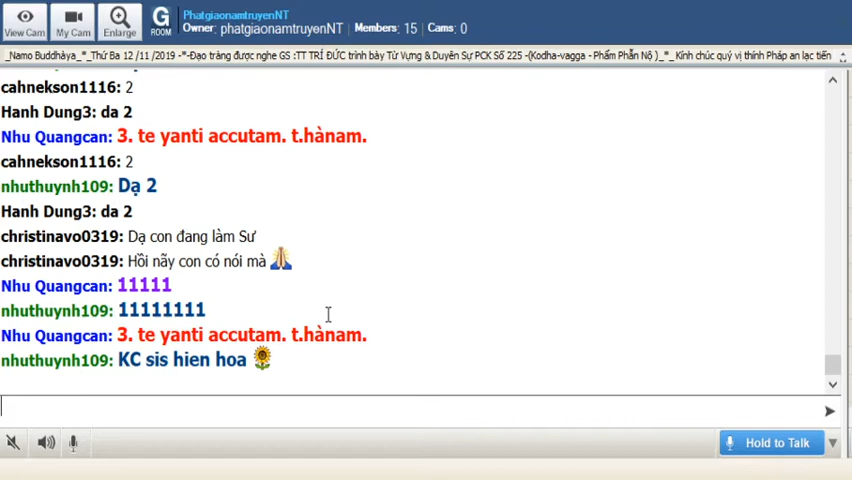 PhatgiaonamtruyenNT
Owner: phatgiaonamtruyenNT Members: 15 Cams: 0
View Cam
My Cam
Enlarge
G
ROOM
_Namo Buddhàya_*_Thứ Ba 12 /11 /2019 -*-Đạo tràng được nghe GS :TT TRÍ ĐỨC trình bày Từ Vựng & Duyên Sự PCK Số 225 -(Kodha-vagga - Phẩm Phẫn Nộ )_*_ Kính chúc quý vị thính Pháp an lạc tiến
cahnekson1116: 2
Hanh Dung3: da 2
Nhu Quangcan: 3. te yanti accutam. t.hànam.
cahnekson1116: 2
nhuthuynh109: Dạ 2
Hanh Dung3: da 2
christinavo0319: Dạ con đang làm Sư
christinavo0319: Hồi nãy con có nói mà 🙏
Nhu Quangcan: 11111
nhuthuynh109: 11111111
Nhu Quangcan: 3. te yanti accutam. t.hànam.
nhuthuynh109: KC sis hien hoa 🌻
Hold to Talk